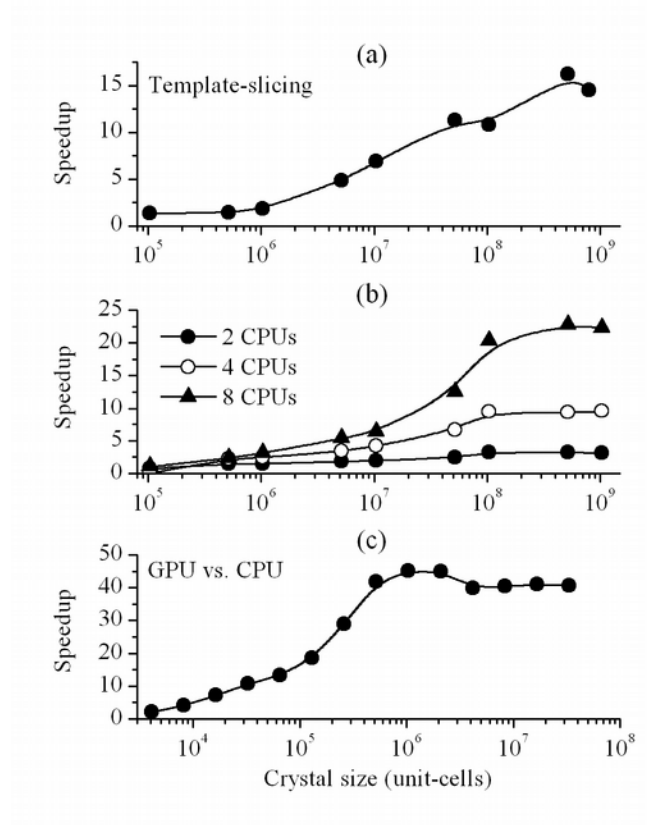 (a)
Template-slicing
Speedup
15
10
5
0
10^5 10^6 10^7 10^8 10^9
(b)
2 CPUs
4 CPUs
8 CPUs
Speedup
25
20
15
10
5
0
10^5 10^6 10^7 10^8 10^9
(c)
GPU vs. CPU
Speedup
50
40
30
20
10
0
10^4 10^5 10^6 10^7 10^8
Crystal size (unit-cells)